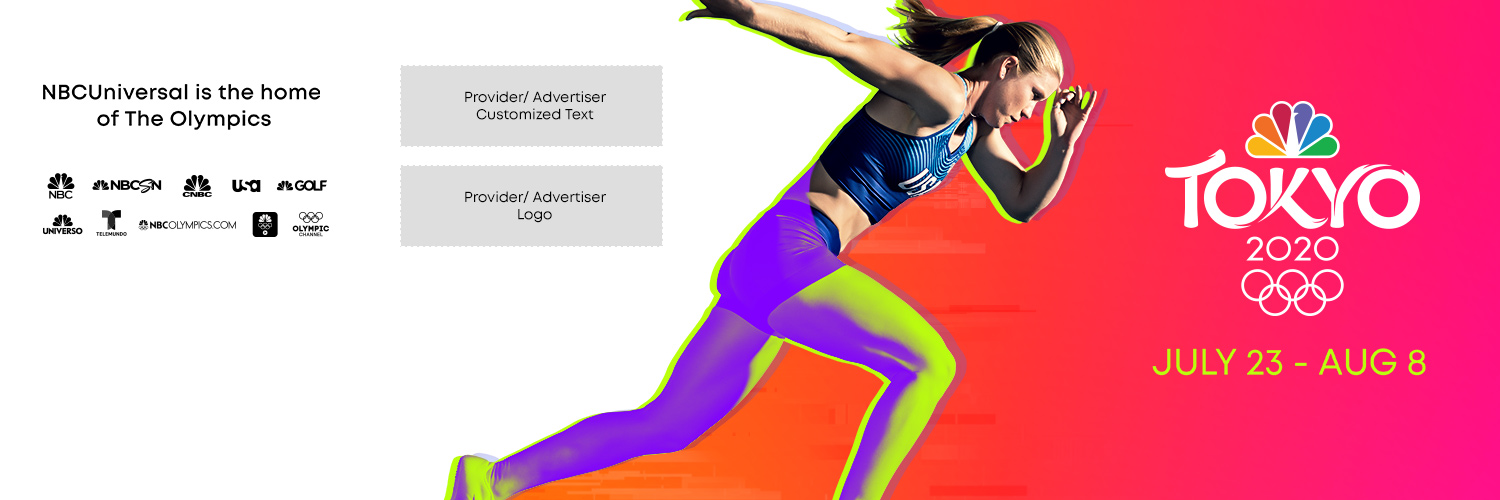 NBCUniversal is the home
of The Olympics
NBC
NBCSN
CNBC
USA
GOLF
UNIVERSO
TELEMUNDO
NBCOLYMPICS.COM
OLYMPIC
CHANNEL
Provider/ Advertiser
Customized Text
Provider/ Advertiser
Logo
US
TOKYO
2020
JULY 23 - AUG 8